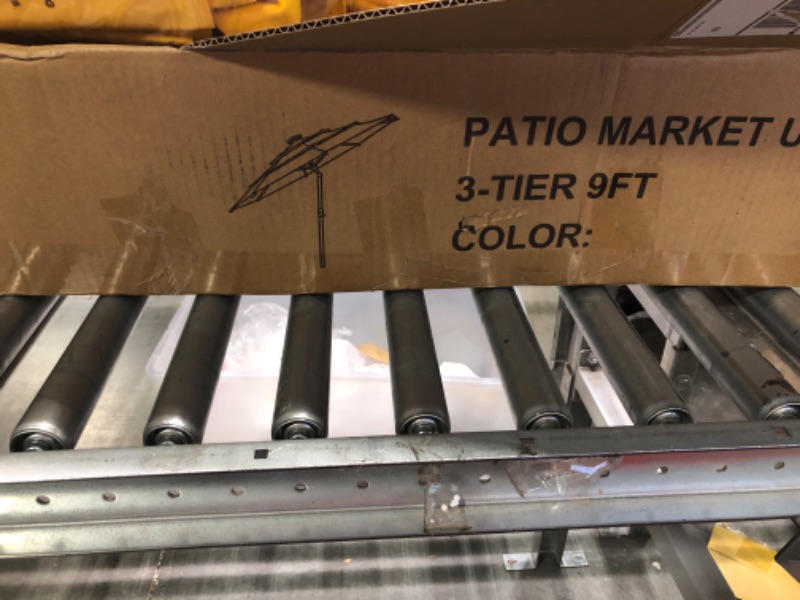 PATIO MARKET U
3-TIER 9FT
COLOR: